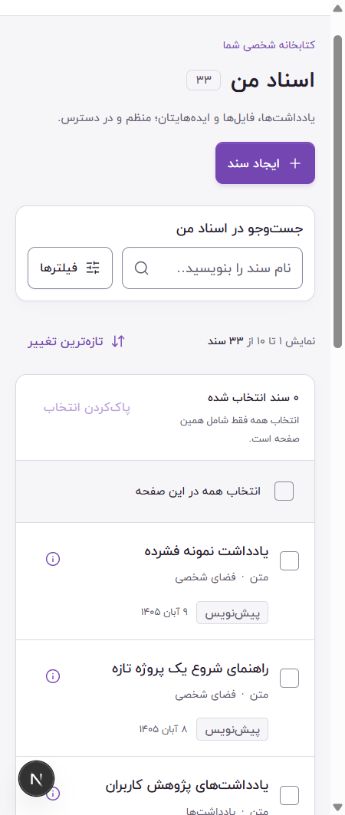 کتابخانه شخصی شما
اسناد من ۳۳
یادداشت‌ها، فایل‌ها و ایده‌هایتان؛ منظم و در دسترس.
ایجاد سند
جست‌وجو در اسناد من
نام سند را بنویسید…
فیلترها
نمایش ۱ تا ۱۰ از ۳۳ سند
تازه‌ترین تغییر
۰ سند انتخاب شده
پاک‌کردن انتخاب
انتخاب همه فقط شامل همین
صفحه است.
انتخاب همه در این صفحه
یادداشت نمونه فشرده
متن · فضای شخصی
پیش‌نویس ۹ آبان ۱۴۰۵
راهنمای شروع یک پروژه تازه
متن · فضای شخصی
پیش‌نویس ۸ آبان ۱۴۰۵
یادداشت‌های پژوهش کاربران
متن · یادداشت‌ها
N